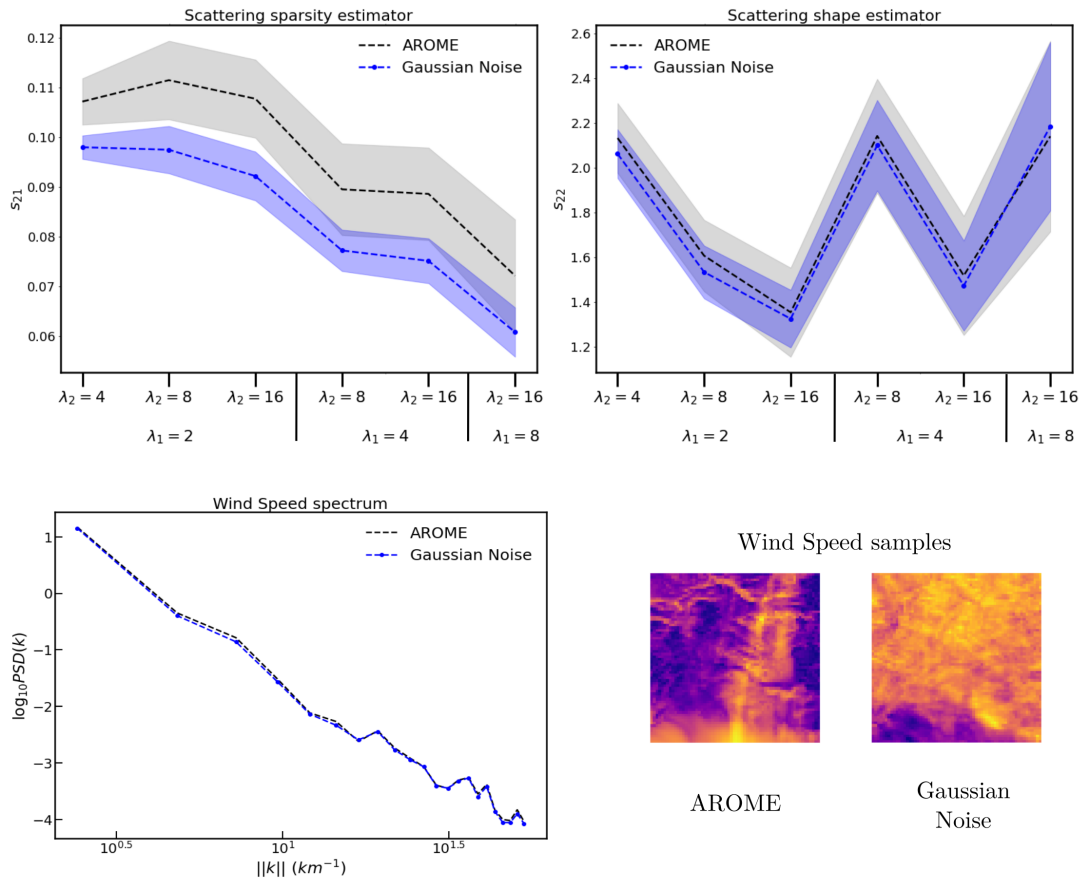 Scattering sparsity estimator
0.12
0.11
0.10
0.09
0.08
0.07
0.06
s₂₁
AROME
Gaussian Noise
λ₂ = 4 λ₂ = 8 λ₂ = 16 λ₂ = 8 λ₂ = 16 λ₂ = 16
λ₁ = 2 λ₁ = 4 λ₁ = 8
Scattering shape estimator
2.6
2.4
2.2
2.0
1.8
1.6
1.4
1.2
s₂₂
AROME
Gaussian Noise
λ₂ = 4 λ₂ = 8 λ₂ = 16 λ₂ = 8 λ₂ = 16 λ₂ = 16
λ₁ = 2 λ₁ = 4 λ₁ = 8
Wind Speed spectrum
1
0
−1
−2
−3
−4
log₁₀PSD(k)
AROME
Gaussian Noise
10^0.5 10^1 10^1.5
||k|| (km⁻¹)
Wind Speed samples
AROME
Gaussian
Noise